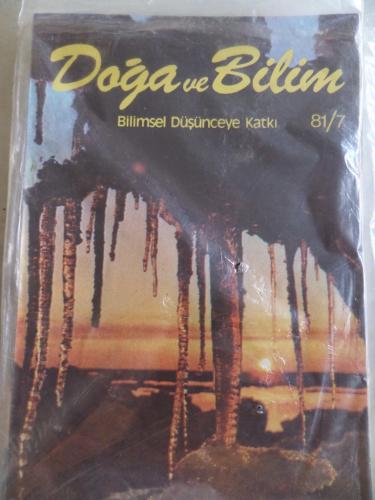 Doğa ve Bilim
Bilimsel Düşünceye Katkı 81/7